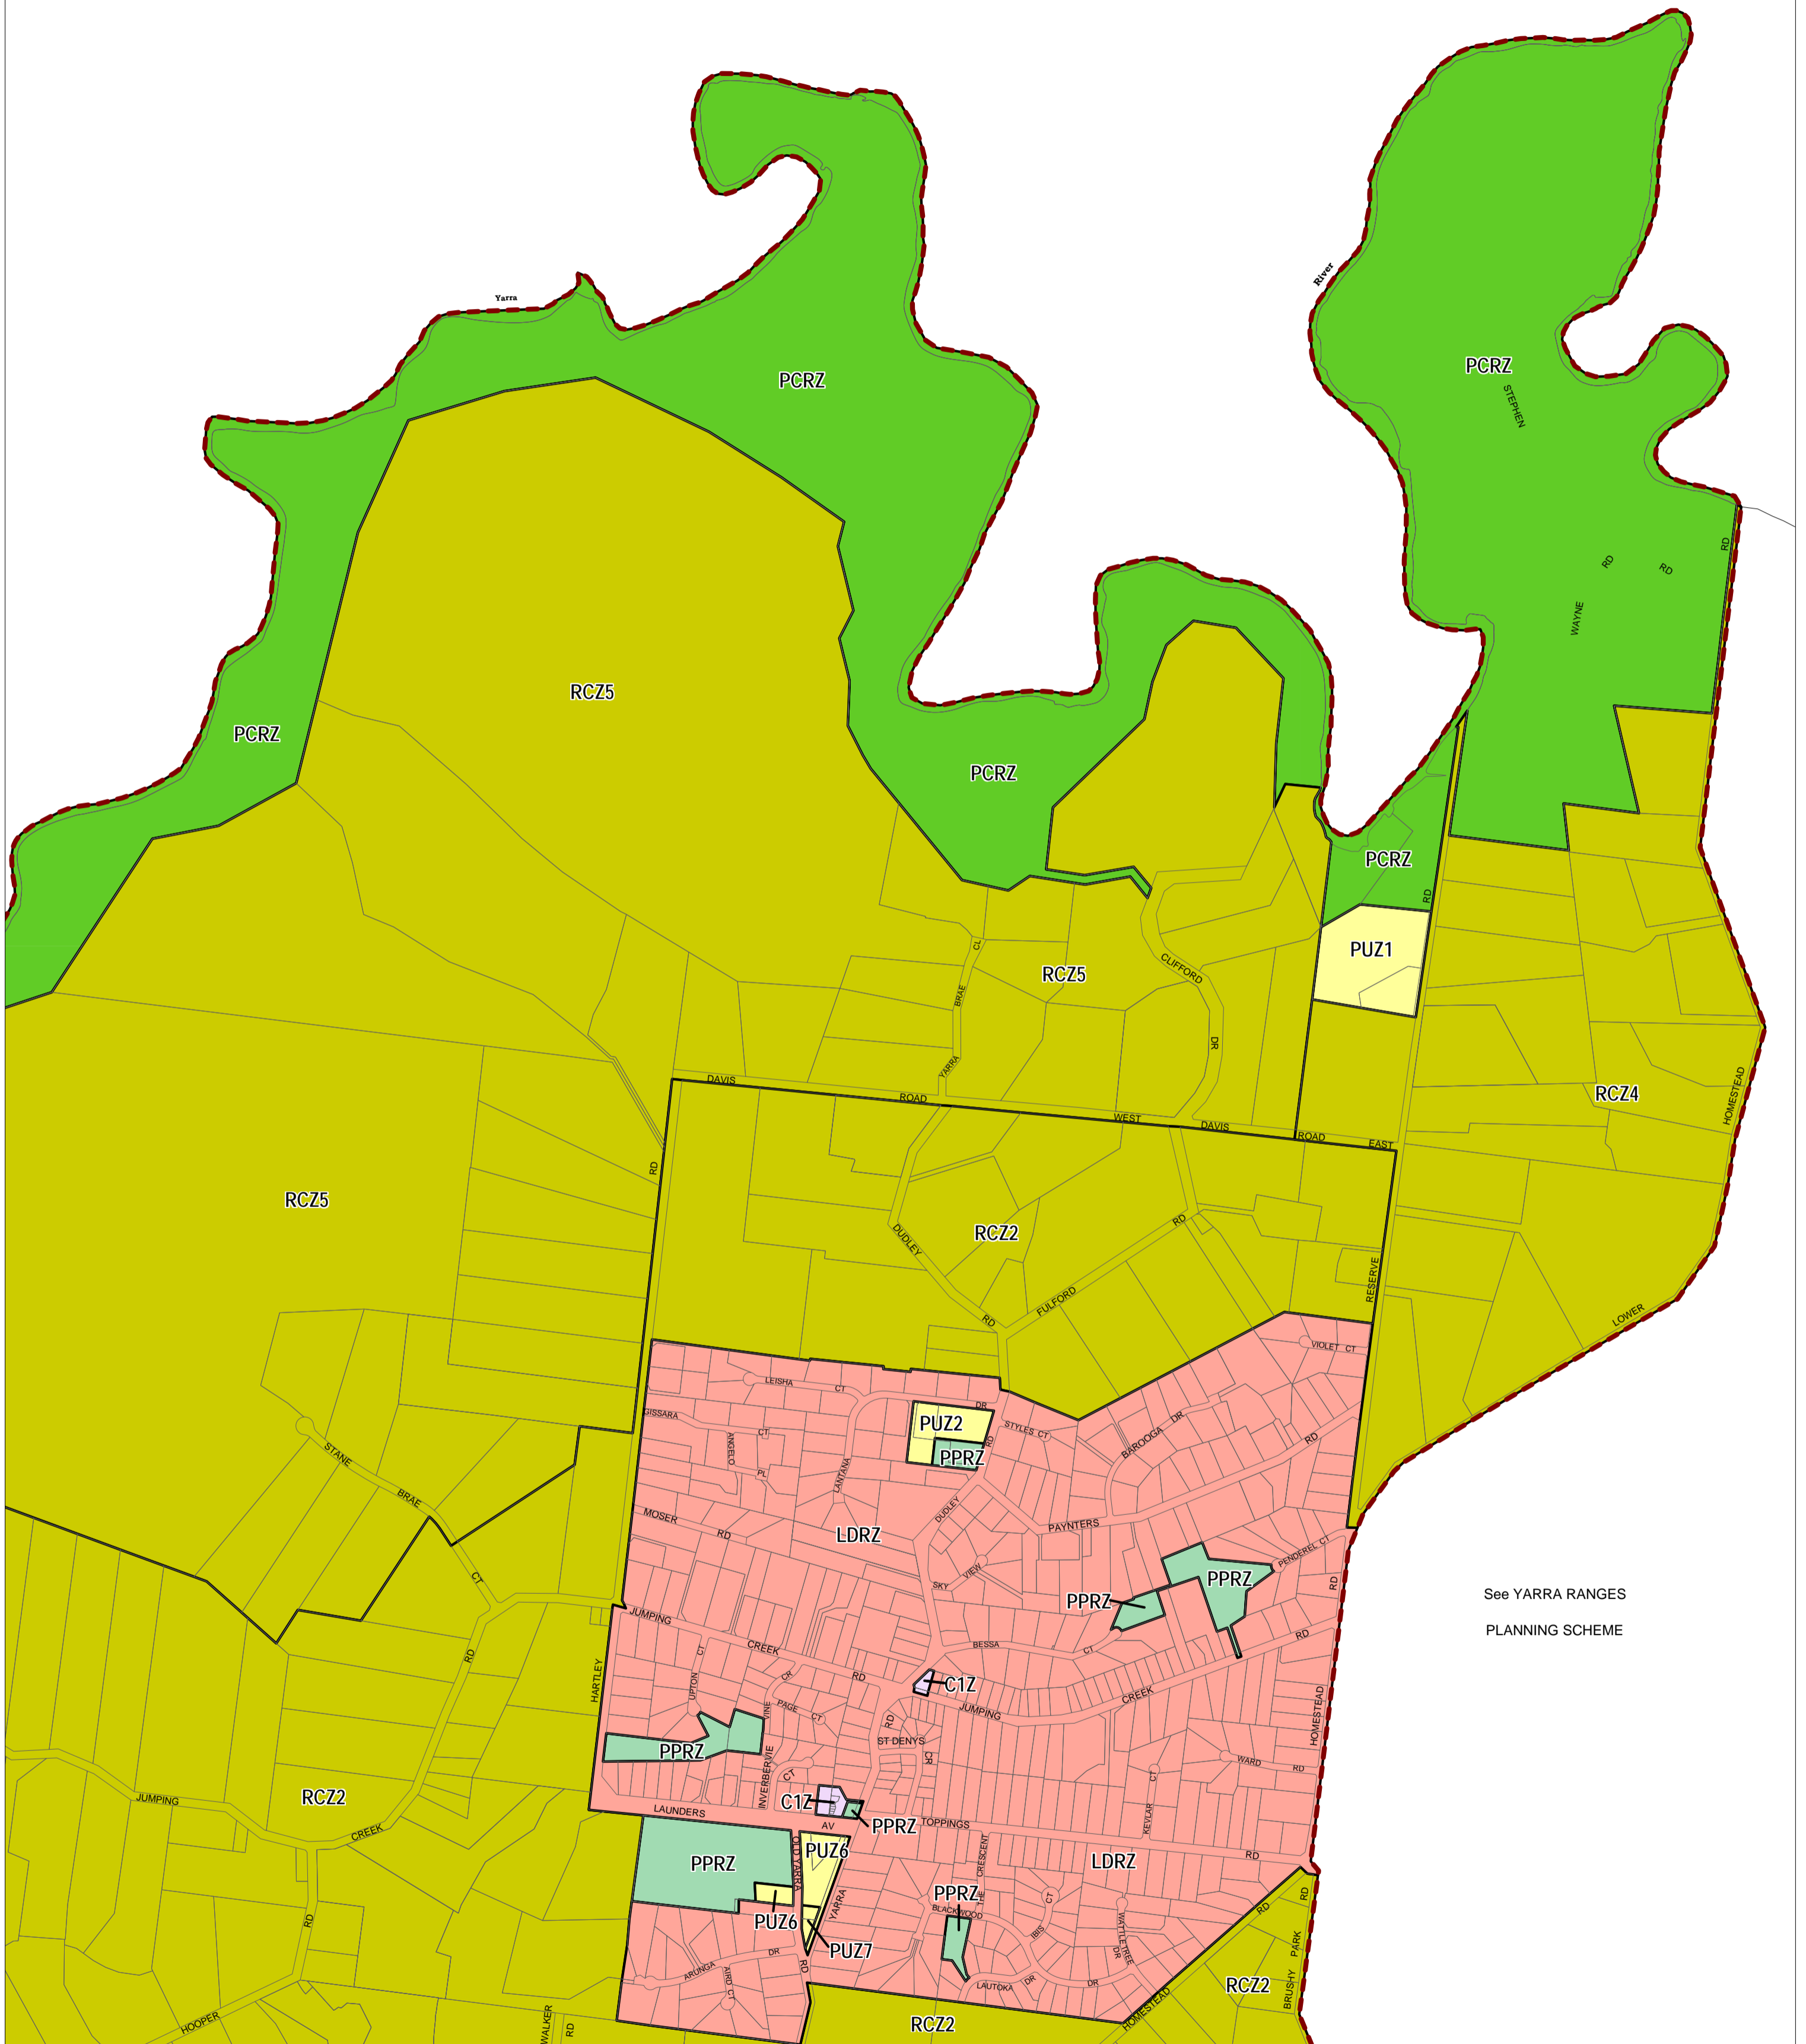 Yarra
River
PCRZ
PCRZ
STEPHEN
RD
RD
RD
WAYNE
RCZ5
PCRZ
PCRZ
PCRZ
RD
PUZ1
CL
RCZ5
CLIFFORD
BRAE
DR
YARRA
DAVIS
ROAD
WEST
DAVIS
ROAD
EAST
RCZ4
HOMESTEAD
RD
RCZ5
RCZ2
DUDLEY
RD
FULFORD
RD
RESERVE
LOWER
VIOLET CT
LEISHA
CT
DR
GISSARA
CT
ANGELO
PL
LANTANA
PUZ2
PPRZ
RD
STYLES CT
BAROOGA
DR
RD
STANE
BRAE
CT
MOSER
RD
LDRZ
DUDLEY
PAYNTERS
SKY
VIEW
PENDEREL CT
PPRZ
PPRZ
RD
See YARRA RANGES
PLANNING SCHEME
JUMPING
CREEK
RD
BESSA
CT
RD
RD
HARTLEY
UPTON
CT
CR
VINE
PAGE
CT
C1Z
JUMPING
CREEK
HOMESTEAD
RD
ST DENYS
CR
PPRZ
INVERBERVIE
CT
WARD
RD
CT
KEVLAR
RCZ2
JUMPING
CREEK
C1Z
PPRZ
LAUNDERS
AV
TOPPINGS
RD
PPRZ
OLD YARRA
PUZ6
YARRA
THE
CRESCENT
LDRZ
PPRZ
BLACKWOOD
PUZ6
PUZ7
IBIS
CT
WATTLETREE
DR
RD
RD
PARK
BRUSHY
RD
DR
ARUNGA
AIRD CT
RD
LAUTOKA
DR
DR
HOMESTEAD
RCZ2
HOOPER
WALKER
RD
RCZ2